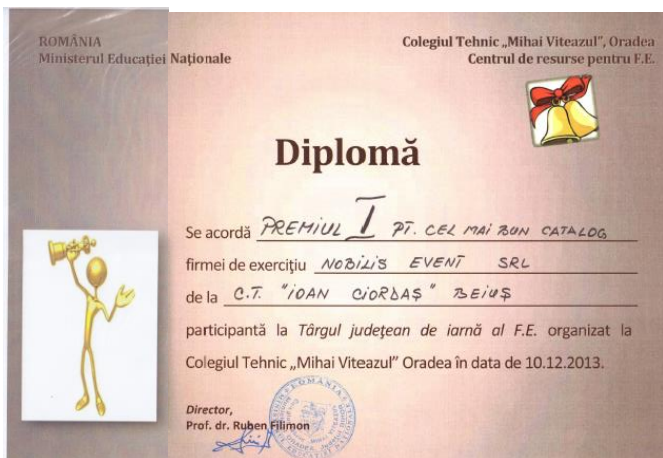 ROMÂNIA
Ministerul Educației Naționale
Colegiul Tehnic „Mihai Viteazul”, Oradea
Centrul de resurse pentru F.E.
Diplomă
Se acordă PREMIUL I PT. CEL MAI BUN CATALOG
firmei de exercițiu NOBILIS EVENT SRL
de la C.T. "IOAN CIORDAȘ" BEIUȘ
participantă la Târgul județean de iarnă al F.E. organizat la
Colegiul Tehnic „Mihai Viteazul” Oradea în data de 10.12.2013.
Director,
Prof. dr. Ruben Filimon
ROMANIA